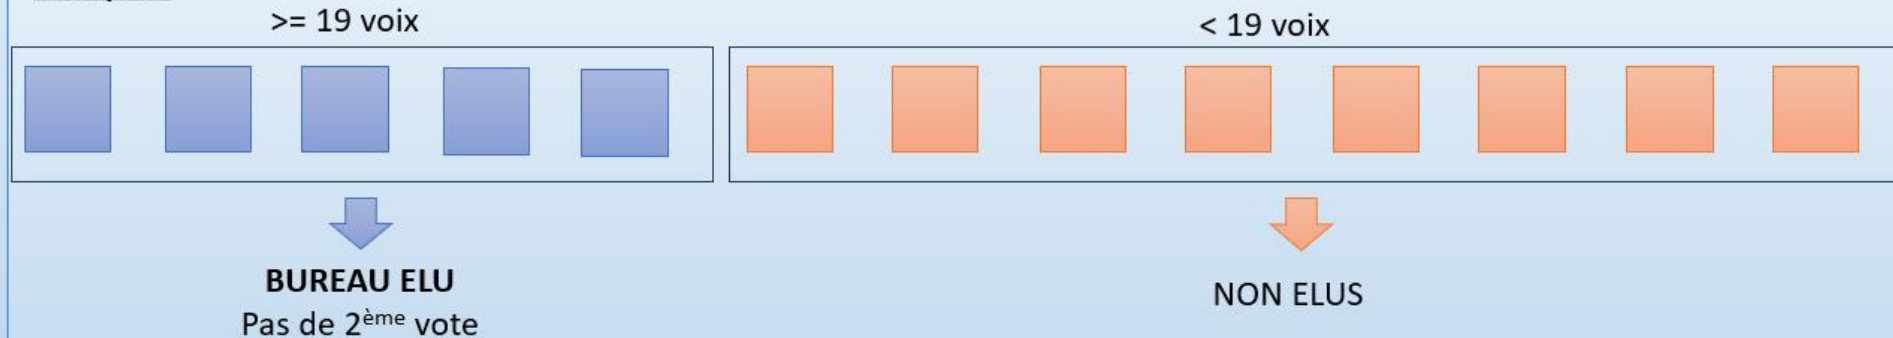 >= 19 voix
< 19 voix
BUREAU ELU
Pas de 2ème vote
NON ELUS